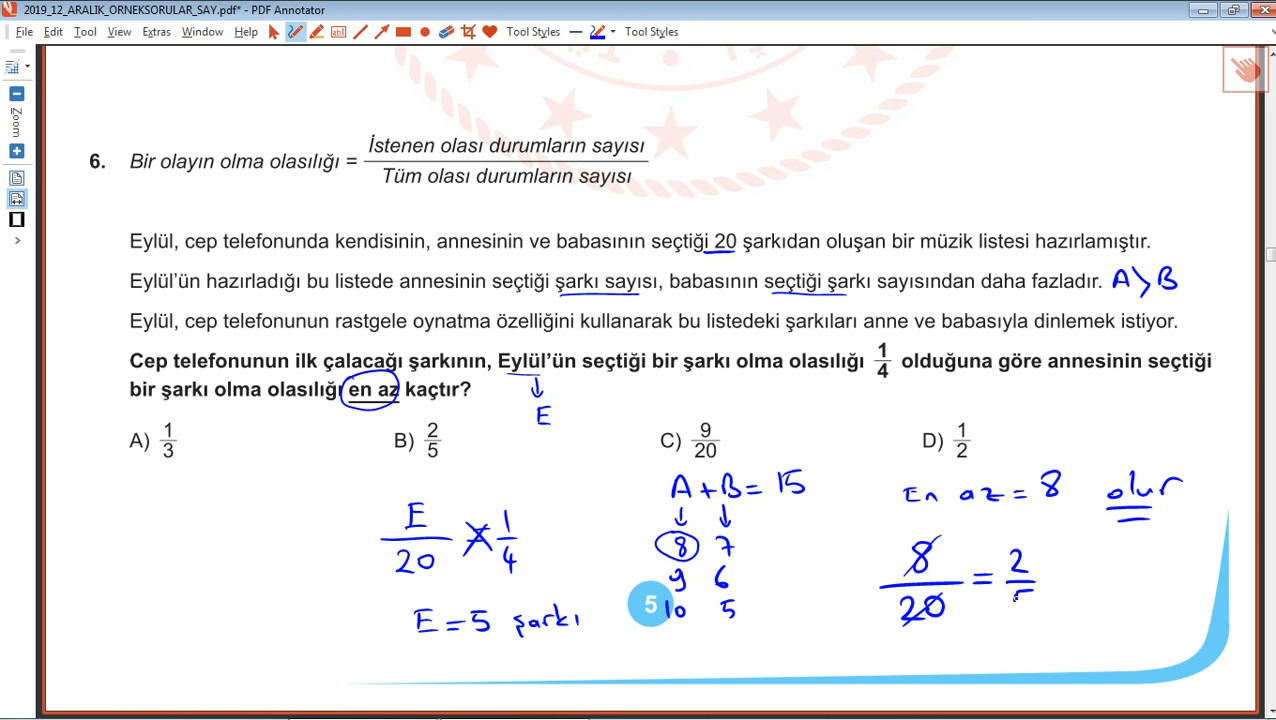 2019_12_ARALIK_ORNEKSORULAR_SAY.pdf* - PDF Annotator
File Edit Tool View Extras Window Help Tool Styles Tool Styles
Zoom
6. Bir olayın olma olasılığı = İstenen olası durumların sayısı / Tüm olası durumların sayısı
Eylül, cep telefonunda kendisinin, annesinin ve babasının seçtiği 20 şarkıdan oluşan bir müzik listesi hazırlamıştır.
Eylül'ün hazırladığı bu listede annesinin seçtiği şarkı sayısı, babasının seçtiği şarkı sayısından daha fazladır. A > B
Eylül, cep telefonunun rastgele oynatma özelliğini kullanarak bu listedeki şarkıları anne ve babasıyla dinlemek istiyor.
Cep telefonunun ilk çalacağı şarkının, Eylül'ün seçtiği bir şarkı olma olasılığı 1/4 olduğuna göre annesinin seçtiği
bir şarkı olma olasılığı en az kaçtır?
E
A) 1/3 B) 2/5 C) 9/20 D) 1/2
A + B = 15
En az = 8 olur
E/20 1/4
8 7
9 6
10 5
8/20 = 2/5
E = 5 şarkı
5